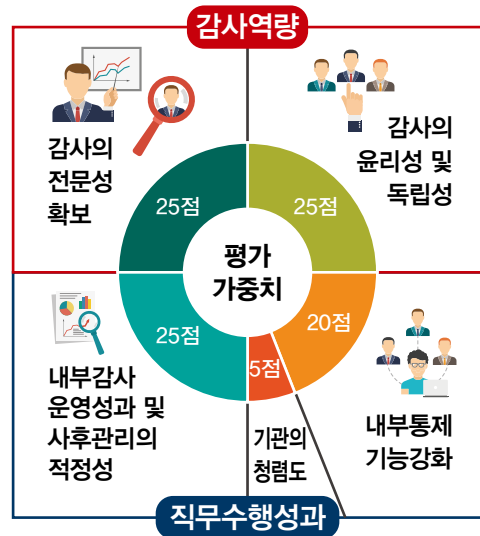 감사역량
감사의
전문성
확보
감사의
윤리성 및
독립성
25점
25점
평가
가중치
25점
20점
5점
내부감사
운영성과 및
사후관리의
적정성
기관의
청렴도
내부통제
기능강화
직무수행성과